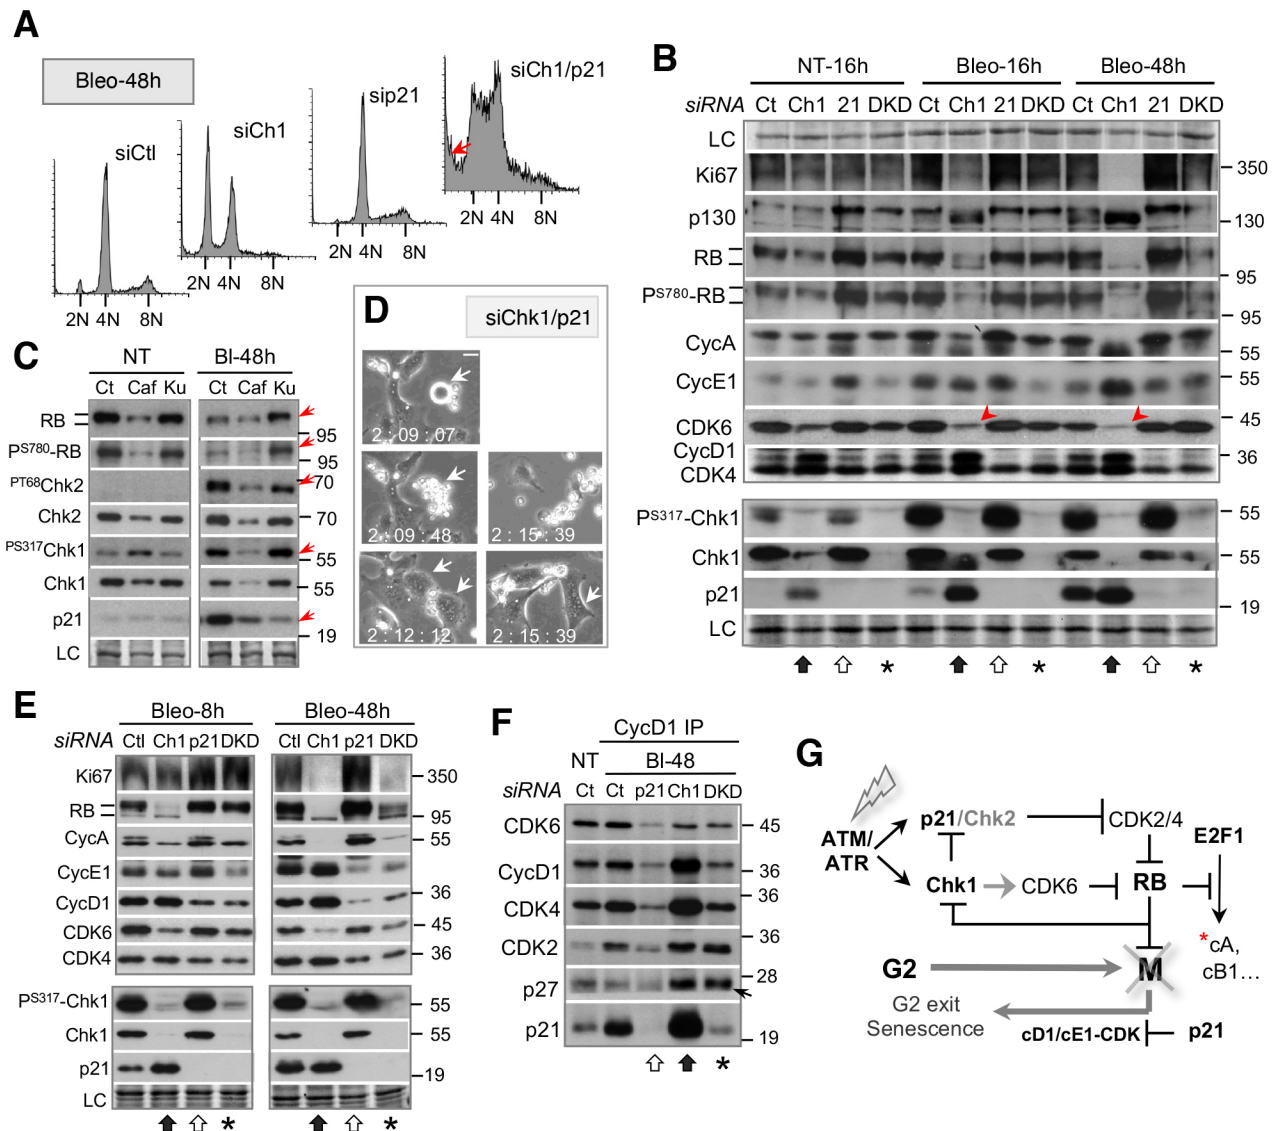 A
Bleo-48h
siCtl
2N 4N 8N
siCh1
2N 4N 8N
sip21
2N 4N 8N
siCh1/p21
2N 4N 8N
B
NT-16h Bleo-16h Bleo-48h
siRNA Ct Ch1 21 DKD Ct Ch1 21 DKD Ct Ch1 21 DKD
LC
Ki67 350
p130 130
RB 95
PS780-RB 95
CycA 55
CycE1 55
CDK6 45
CycD1 36
CDK4
PS317-Chk1 55
Chk1 55
p21 19
LC
*
*
*
C
NT Bl-48h
Ct Caf Ku Ct Caf Ku
RB 95
PS780-RB 95
PT68Chk2 70
Chk2 70
PS317Chk1 55
Chk1 55
p21 19
LC
D
siChk1/p21
2 : 09 : 07
2 : 09 : 48
2 : 15 : 39
2 : 12 : 12
2 : 15 : 39
E
Bleo-8h Bleo-48h
siRNA Ctl Ch1 p21 DKD Ctl Ch1 p21 DKD
Ki67 350
RB 95
CycA 55
CycE1 36
CycD1
CDK6 45
CDK4 36
PS317-Chk1 55
Chk1 55
p21 19
LC
*
*
F
CycD1 IP
NT Bl-48
siRNA Ct Ct p21 Ch1 DKD
CDK6 45
CycD1 36
CDK4 36
CDK2 36
p27 28
p21 19
*
G
ATM/
ATR
p21/Chk2
CDK2/4
E2F1
Chk1
CDK6
RB
*cA,
cB1...
G2
M
G2 exit
Senescence
cD1/cE1-CDK
p21